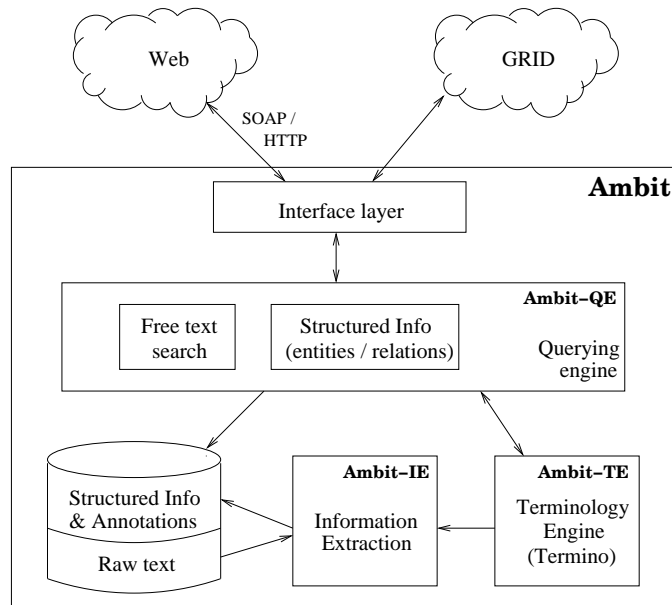 Web
GRID
SOAP /
HTTP
Ambit
Interface layer
Ambit-QE
Free text
search
Structured Info
(entities / relations)
Querying
engine
Structured Info
& Annotations
Raw text
Ambit-IE
Information
Extraction
Ambit-TE
Terminology
Engine
(Termino)